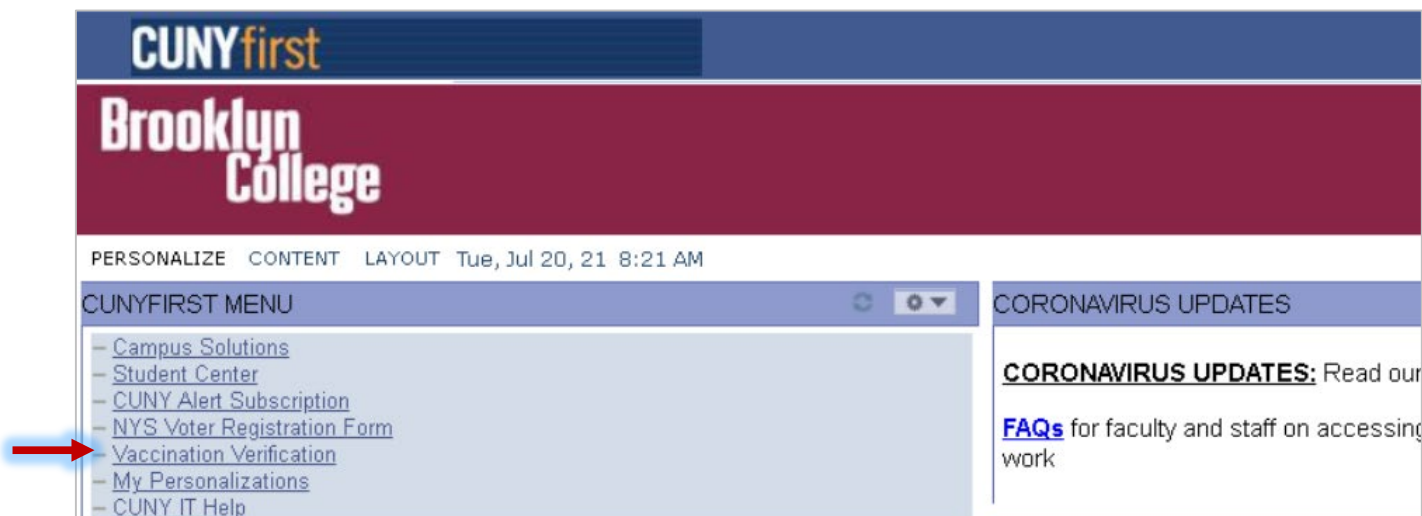 CUNYfirst
Brooklyn
College
PERSONALIZE CONTENT LAYOUT Tue, Jul 20, 21 8:21 AM
CUNYFIRST MENU
– Campus Solutions
– Student Center
– CUNY Alert Subscription
– NYS Voter Registration Form
– Vaccination Verification
– My Personalizations
– CUNY IT Help
CORONAVIRUS UPDATES
CORONAVIRUS UPDATES: Read our
FAQs for faculty and staff on accessing
work